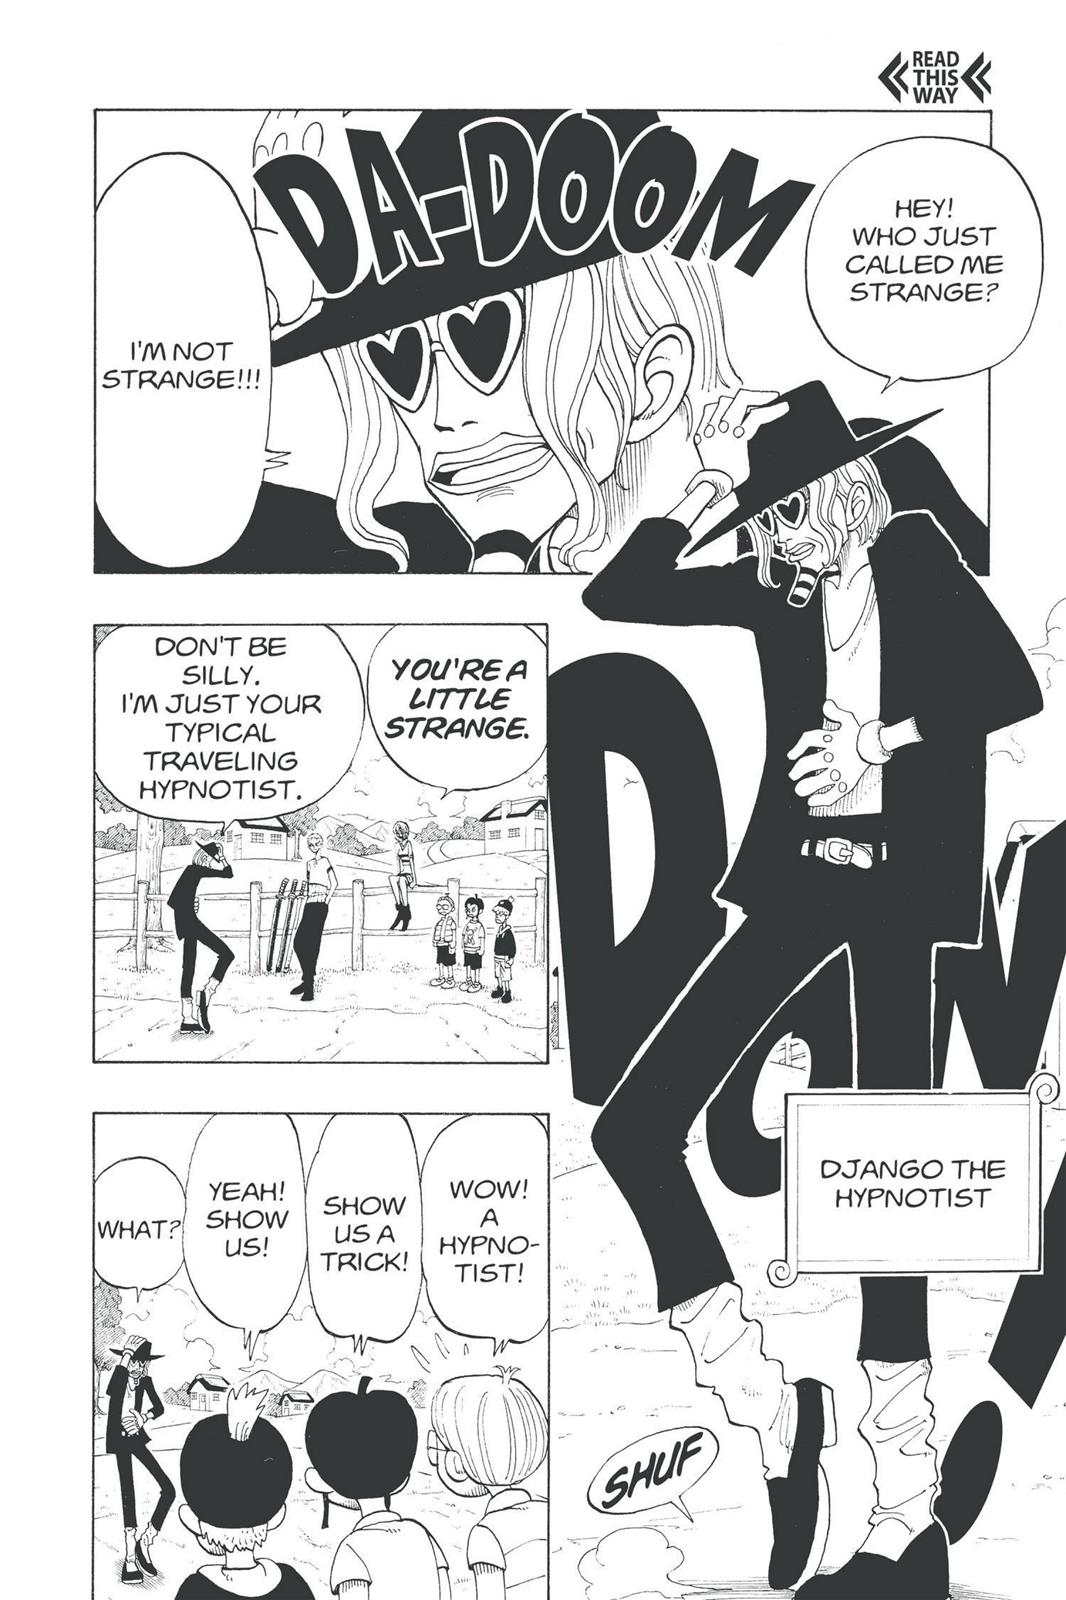 READ
THIS
WAY
HEY!
WHO JUST
CALLED ME
STRANGE?
DA-DOOM
I'M NOT
STRANGE!!!
DOOM!
DJANGO THE
HYPNOTIST
SHUF
YOU'RE A
LITTLE
STRANGE.
DON'T BE
SILLY.
I'M JUST YOUR
TYPICAL
TRAVELING
HYPNOTIST.
WOW!
A
HYPNO-
TIST!
SHOW
US A
TRICK!
YEAH!
SHOW
US!
WHAT?